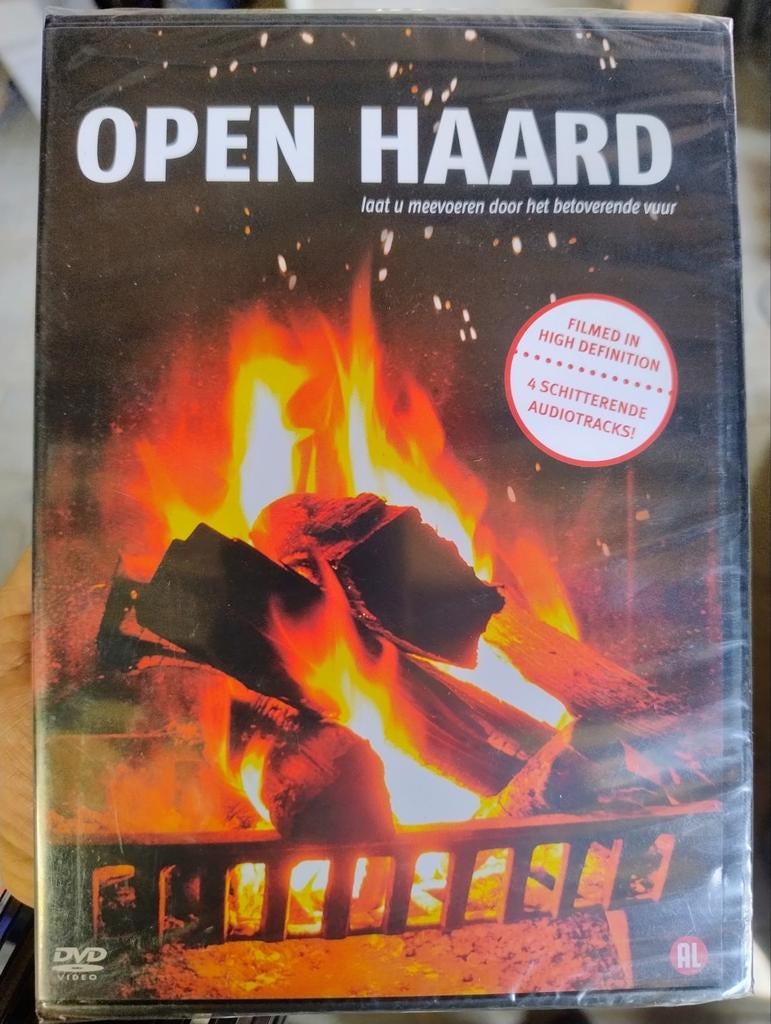 OPEN HAARD
laat u meevoeren door het betoverende vuur
FILMED IN
HIGH DEFINITION
4 SCHITTERENDE
AUDIOTRACKS!
DVD
VIDEO
AL